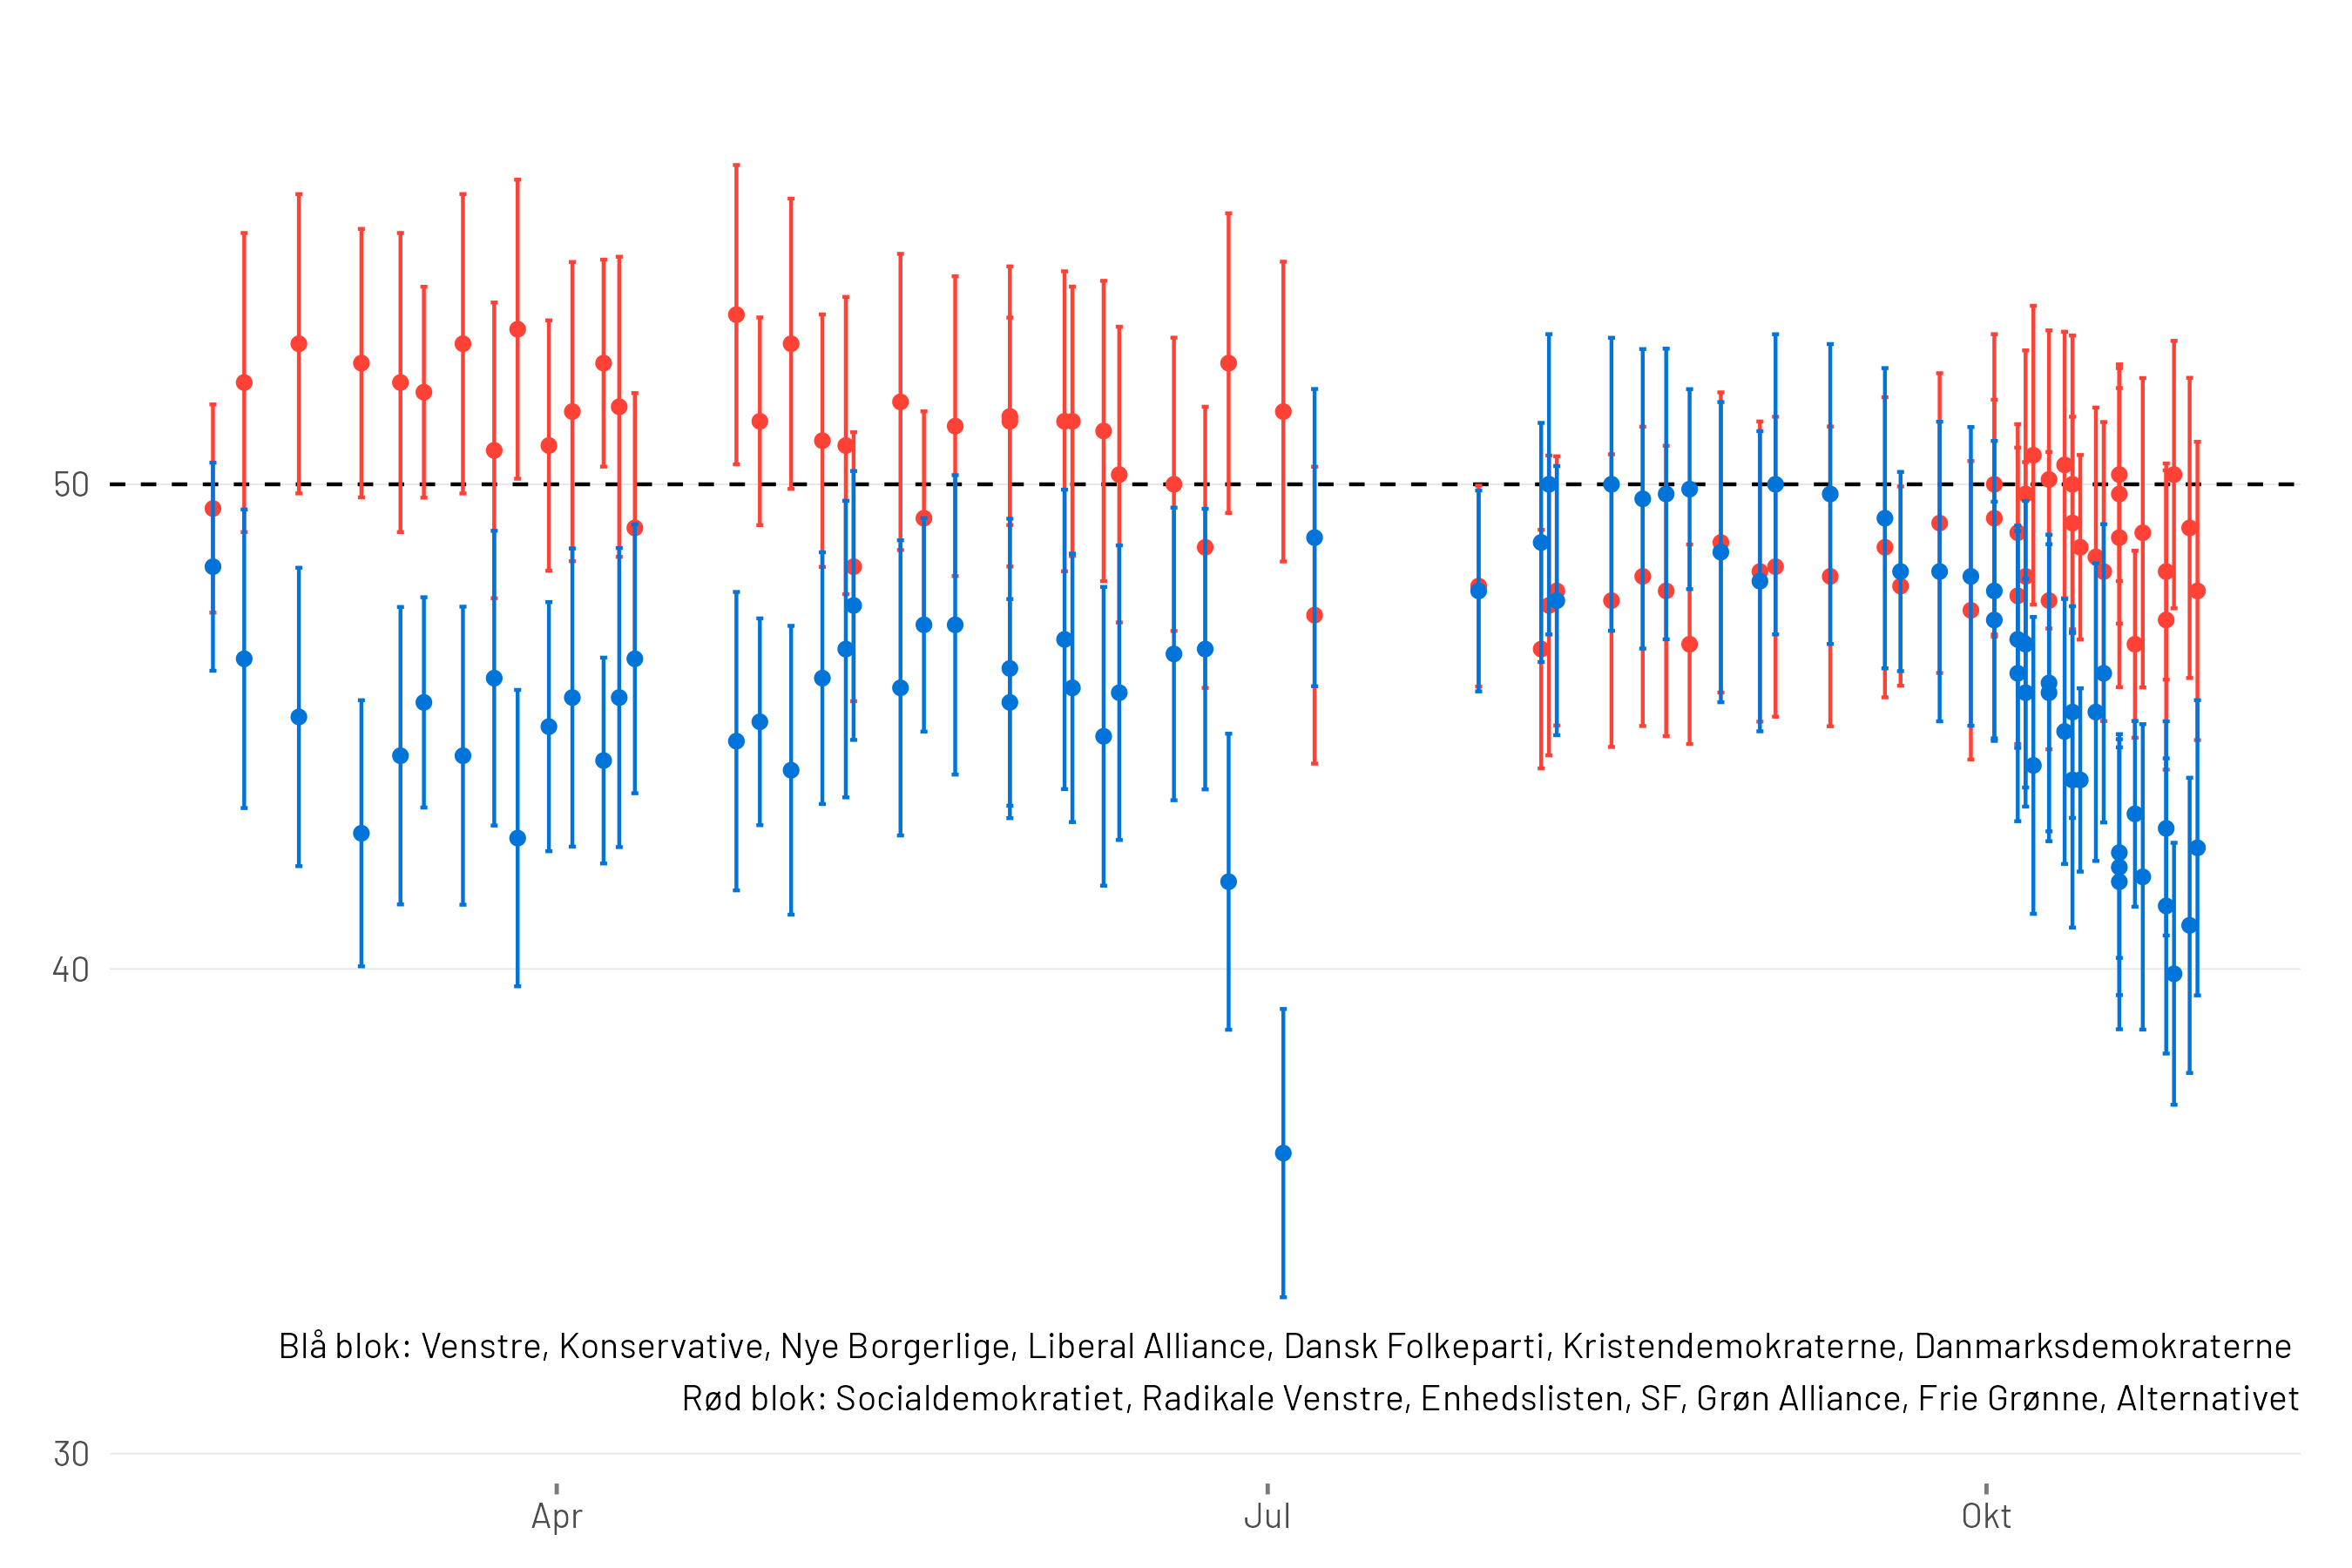 50
40
Blå blok: Venstre, Konservative, Nye Borgerlige, Liberal Alliance, Dansk Folkeparti, Kristendemokraterne, Danmarksdemokraterne
Rød blok: Socialdemokratiet, Radikale Venstre, Enhedslisten, SF, Grøn Alliance, Frie Grønne, Alternativet
30
Apr Jul Okt